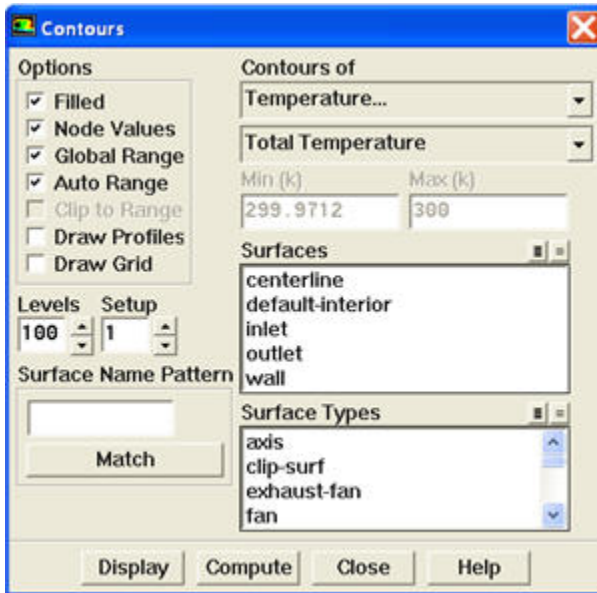 Contours
Options
Filled
Node Values
Global Range
Auto Range
Clip to Range
Draw Profiles
Draw Grid
Levels Setup
100 1
Surface Name Pattern
Match
Contours of
Temperature...
Total Temperature
Min (k) Max (k)
299.9712 300
Surfaces
centerline
default-interior
inlet
outlet
wall
Surface Types
axis
clip-surf
exhaust-fan
fan
Display Compute Close Help